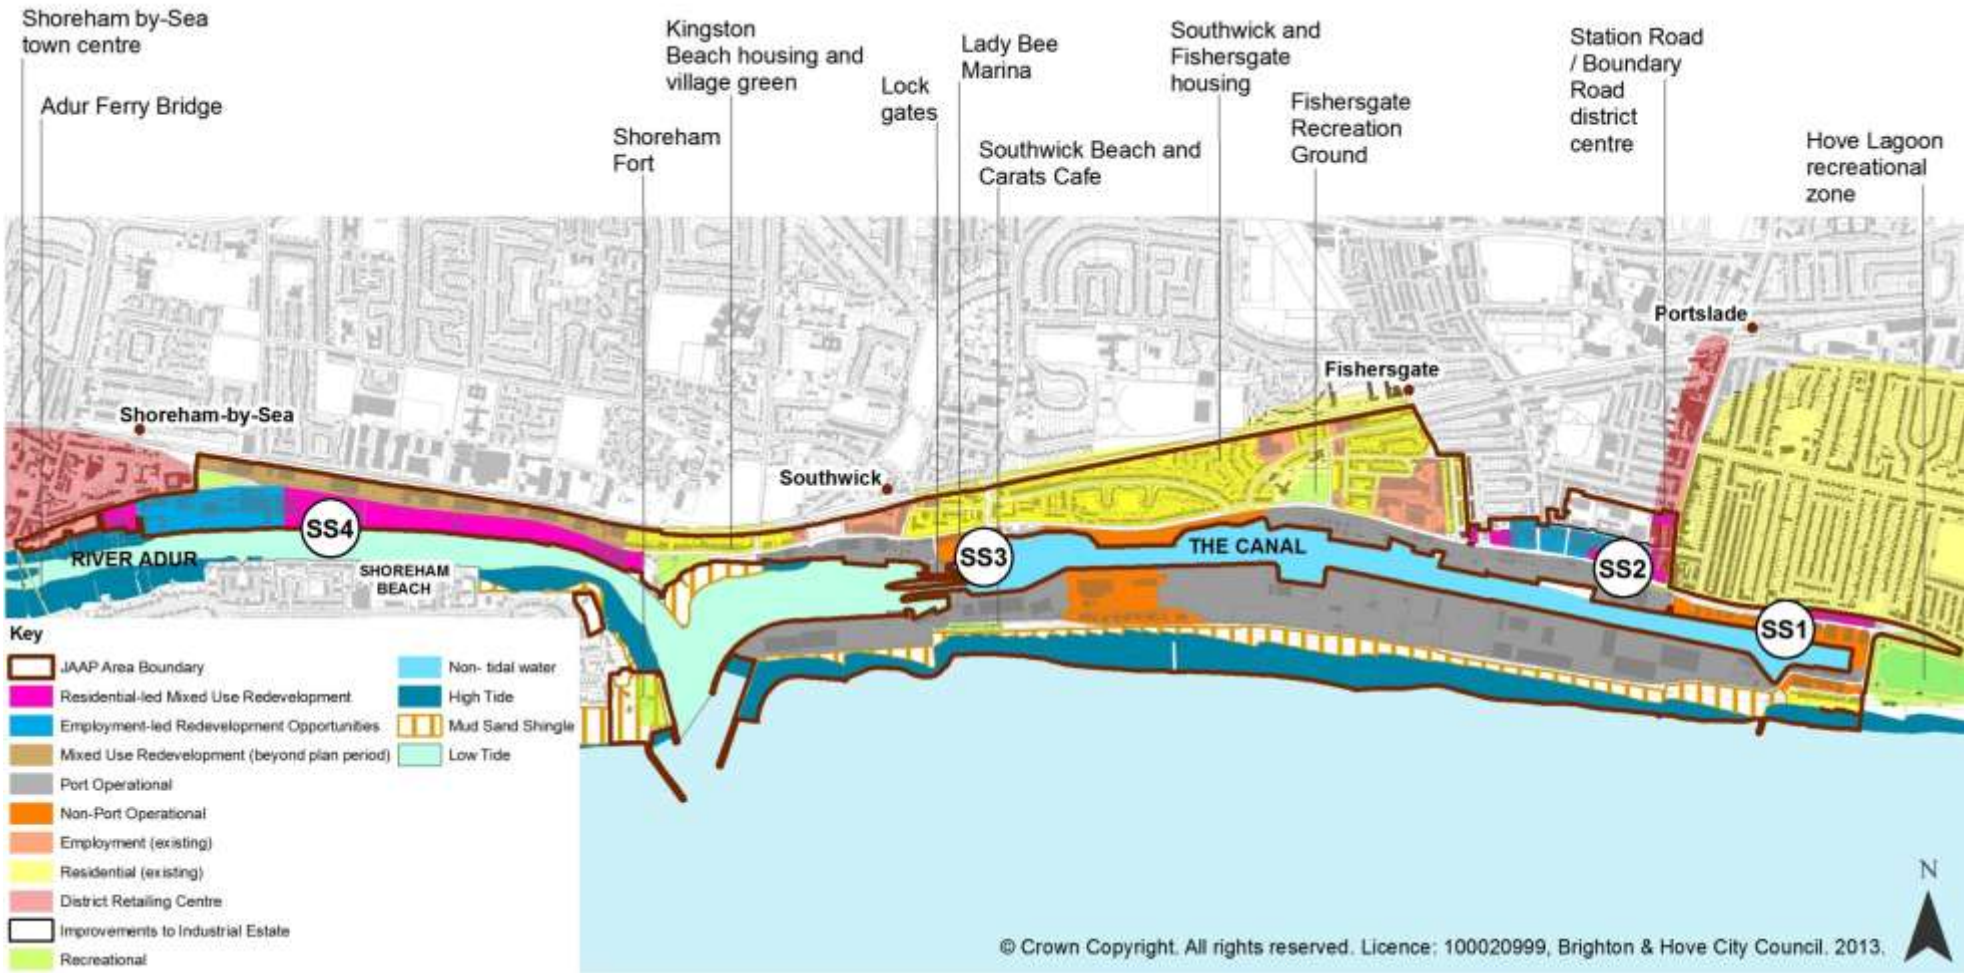 Shoreham by-Sea
town centre
Adur Ferry Bridge
Kingston
Beach housing and
village green
Shoreham
Fort
Lock
gates
Lady Bee
Marina
Southwick Beach and
Carats Cafe
Southwick and
Fishersgate
housing
Fishersgate
Recreation
Ground
Station Road
/ Boundary
Road
district
centre
Hove Lagoon
recreational
zone
Portslade
Fishersgate
Shoreham-by-Sea
Southwick
SS4
RIVER ADUR
SHOREHAM
BEACH
SS3
THE CANAL
SS2
SS1
Key
JAAP Area Boundary
Residential-led Mixed Use Redevelopment
Employment-led Redevelopment Opportunities
Mixed Use Redevelopment (beyond plan period)
Port Operational
Non-Port Operational
Employment (existing)
Residential (existing)
District Retailing Centre
Improvements to Industrial Estate
Recreational
Non- tidal water
High Tide
Mud Sand Shingle
Low Tide
N
© Crown Copyright. All rights reserved. Licence: 100020999, Brighton & Hove City Council. 2013.